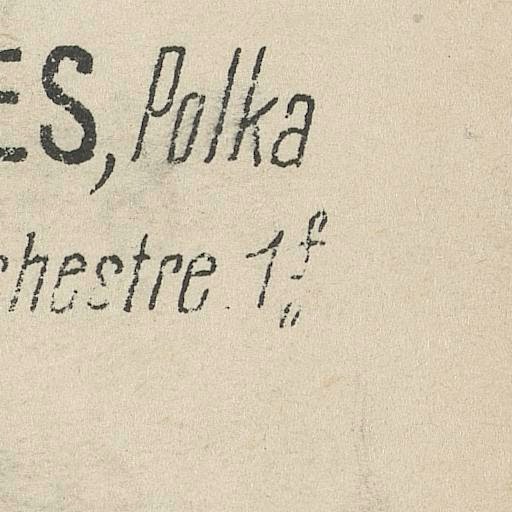 ES, Polka
chestre. 1f